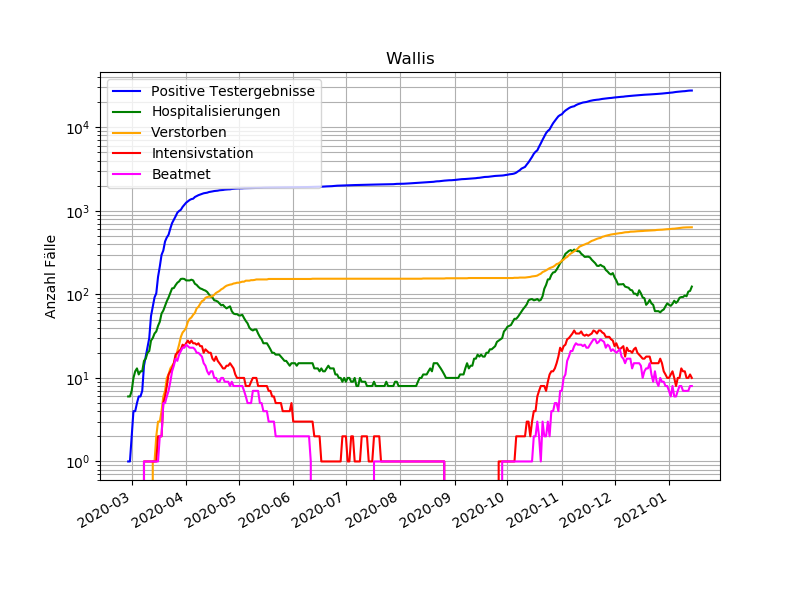 Wallis
Anzahl Fälle
Positive Testergebnisse
Hospitalisierungen
Verstorben
Intensivstation
Beatmet
10^4
10^3
10^2
10^1
10^0
2020-03
2020-04
2020-05
2020-06
2020-07
2020-08
2020-09
2020-10
2020-11
2020-12
2021-01